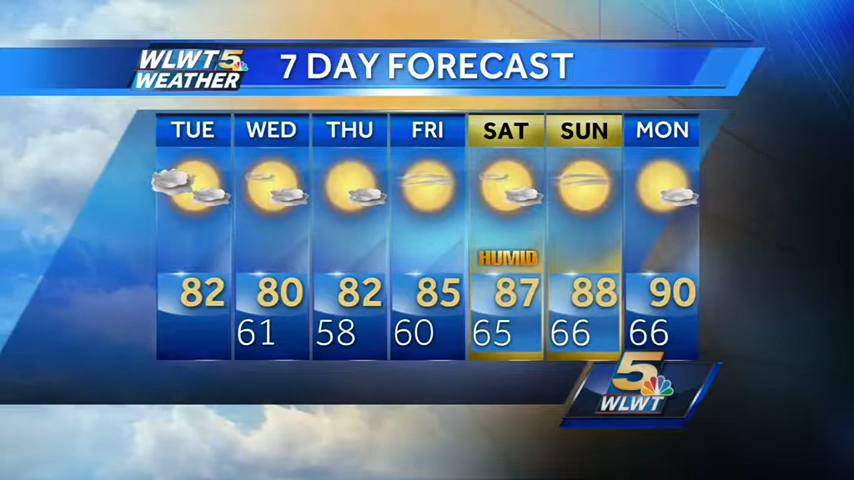 WLWT 5
WEATHER
7 DAY FORECAST
TUE WED THU FRI SAT SUN MON
HUMID
82 80 82 85 87 88 90
61 58 60 65 66 66
5
WLWT